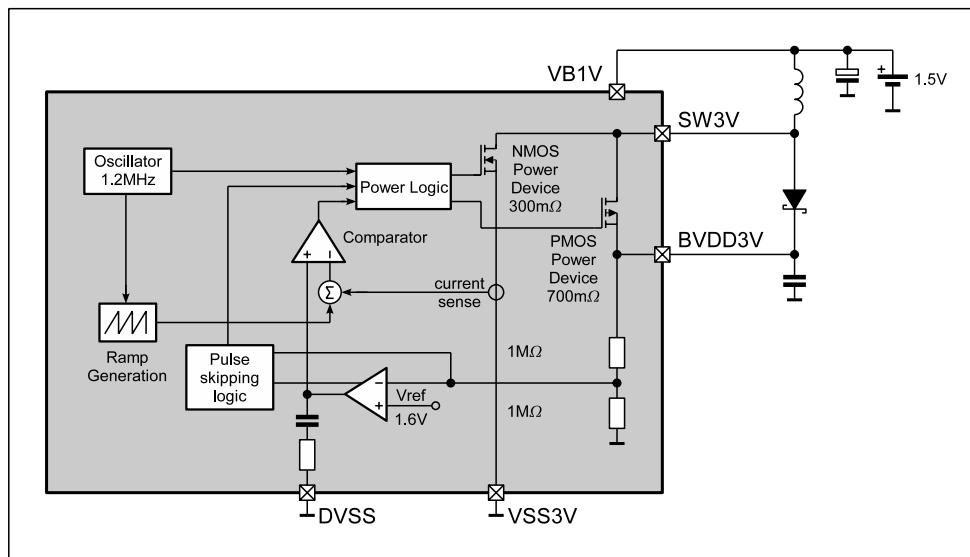 VB1V
1.5V
SW3V
Oscillator
1.2MHz
NMOS
Power
Device
300mΩ
Power Logic
Comparator
PMOS
Power
Device
700mΩ
BVDD3V
+ −
Σ
current
sense
Ramp
Generation
Pulse
skipping
logic
1MΩ
−
+
Vref
1.6V
1MΩ
DVSS
VSS3V
+